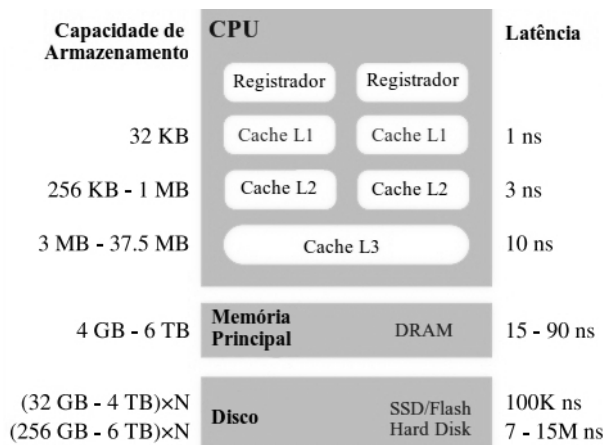 Capacidade de Armazenamento CPU Latência
Registrador Registrador
32 KB Cache L1 Cache L1 1 ns
256 KB - 1 MB Cache L2 Cache L2 3 ns
3 MB - 37.5 MB Cache L3 10 ns
4 GB - 6 TB Memória Principal DRAM 15 - 90 ns
(32 GB - 4 TB)×N Disco SSD/Flash 100K ns
(256 GB - 6 TB)×N Hard Disk 7 - 15M ns